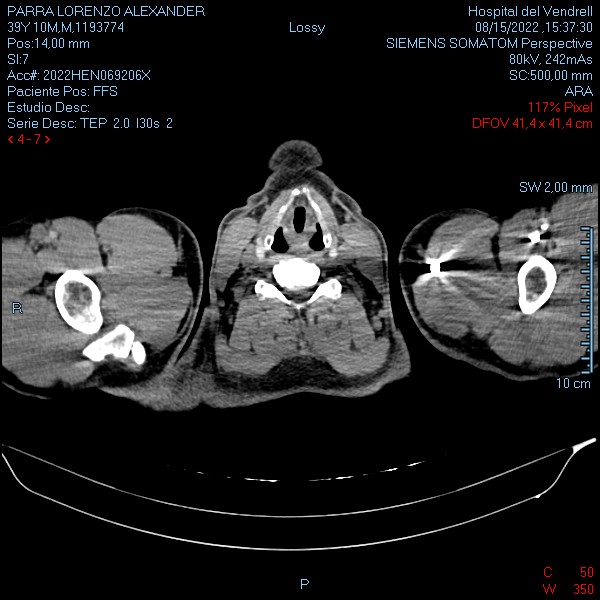 PARRA LORENZO ALEXANDER
39Y 10M,M,1193774
Pos:14,00 mm
SI:7
Acc#: 2022HEN069206X
Paciente Pos: FFS
Estudio Desc:
Serie Desc: TEP 2.0 I30s 2
< 4 - 7 >
Lossy
Hospital del Vendrell
08/15/2022 ,15:37:30
SIEMENS SOMATOM Perspective
80kV, 242mAs
SC:500,00 mm
ARA
117% Pixel
DFOV 41,4 x 41,4 cm
SW 2,00 mm
R
10 cm
P
C 50
W 350